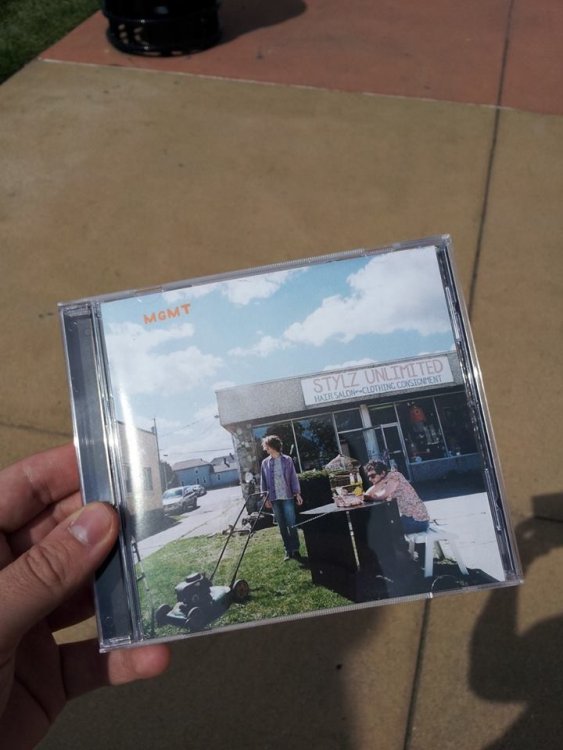 MGMT
STYLZ UNLIMITED
HAIR SALON CLOTHING CONSIGNMENT